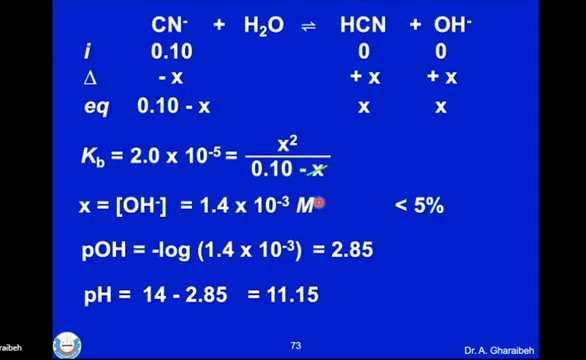 CN⁻ + H₂O ⇌ HCN + OH⁻
i 0.10 0 0
Δ - x + x + x
eq 0.10 - x x x
K_b = 2.0 x 10⁻⁵ = x² / 0.10 - x
x = [OH⁻] = 1.4 x 10⁻³ M < 5%
pOH = -log (1.4 x 10⁻³) = 2.85
pH = 14 - 2.85 = 11.15
73
Dr. A. Gharaibeh